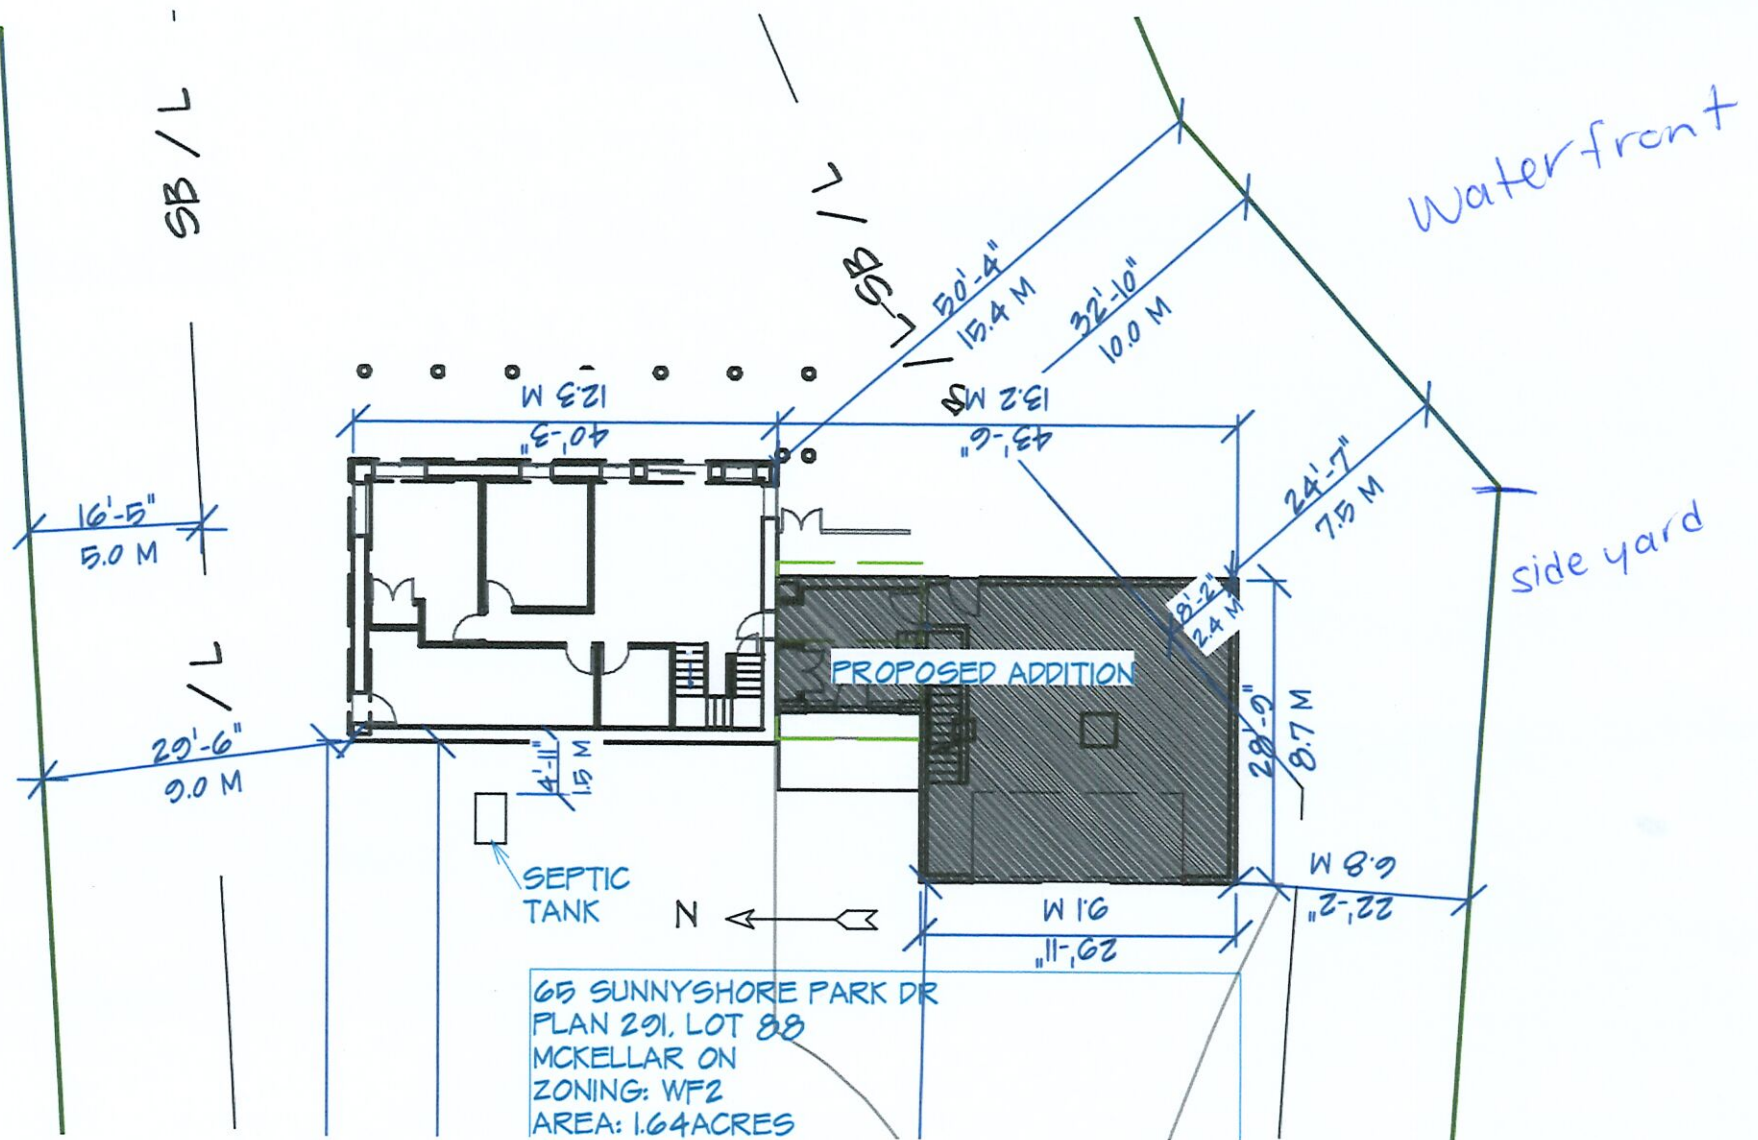 SB / L
/ L
SB / L
SB / L
Waterfront
50'-4"
15.4 M
32'-10"
10.0 M
12.3 M
40'-3"
13.2 M
43'-6"
24'-7"
7.5 M
side yard
16'-5"
5.0 M
8'-2"
2.4 M
PROPOSED ADDITION
/ L
29'-6"
9.0 M
4'-11"
1.5 M
28'-9"
8.7 M
SEPTIC
TANK
N
6.8 M
22'-2"
9.1 M
29'-11"
65 SUNNYSHORE PARK DR
PLAN 291, LOT 88
MCKELLAR ON
ZONING: WF2
AREA: 1.64ACRES